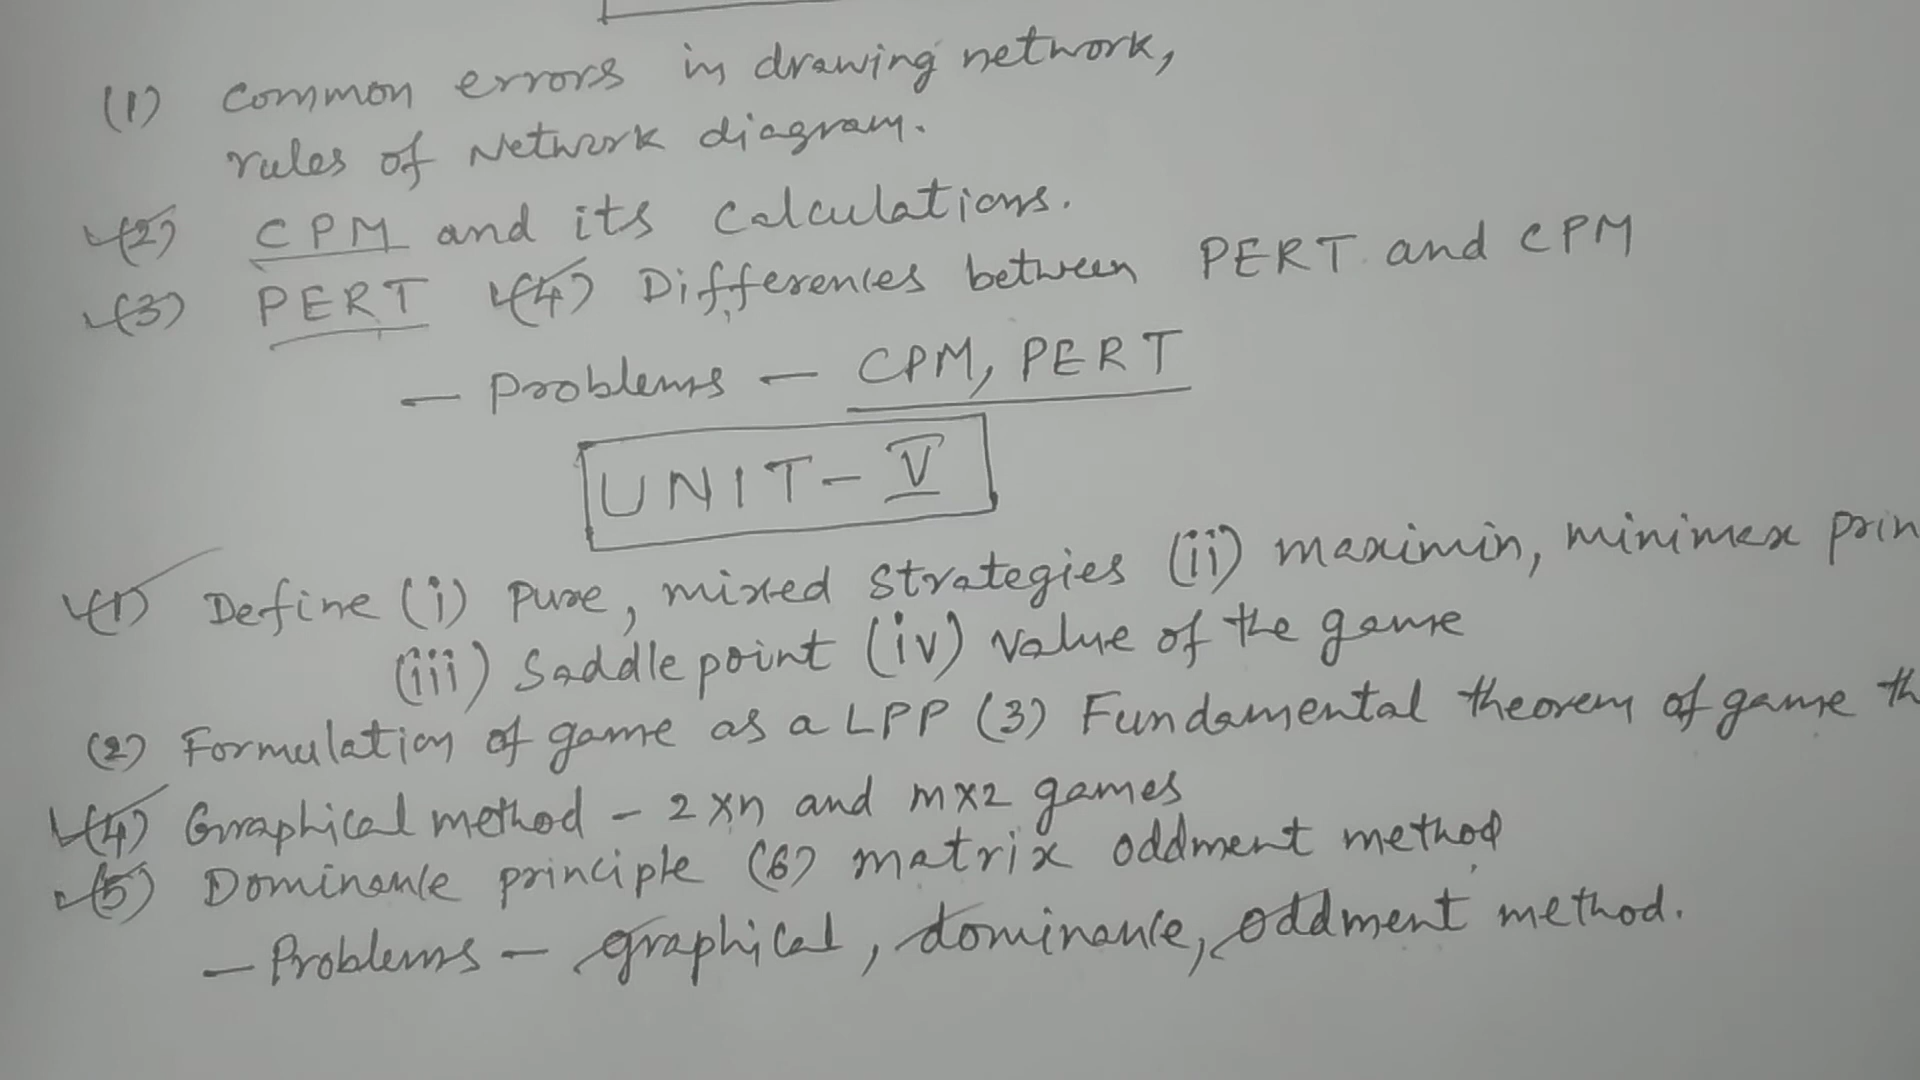 (1) Common errors in drawing network,
rules of Network diagram.
(2) CPM and its Calculations.
(3) PERT (4) Differences between PERT and CPM
- Problems - CPM, PERT
UNIT - V
(1) Define (i) Pure, mixed Strategies (ii) maximin, minimax prin
(iii) Saddle point (iv) Value of the game
(2) Formulation of game as a LPP (3) Fundamental theorem of game th
(4) Graphical method - 2xn and mx2 games
(5) Dominance principle (6) matrix oddment method
- Problems - graphical, dominance, oddment method.